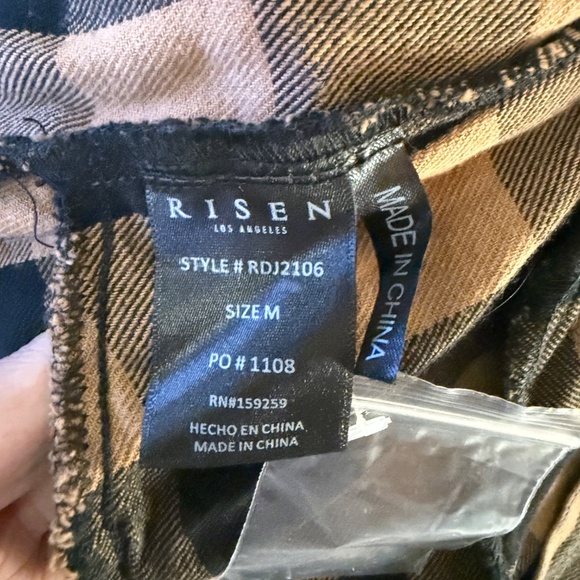 RISEN
LOS ANGELES
STYLE # RDJ2106
SIZE M
PO # 1108
RN#159259
HECHO EN CHINA
MADE IN CHINA
MADE IN CHINA